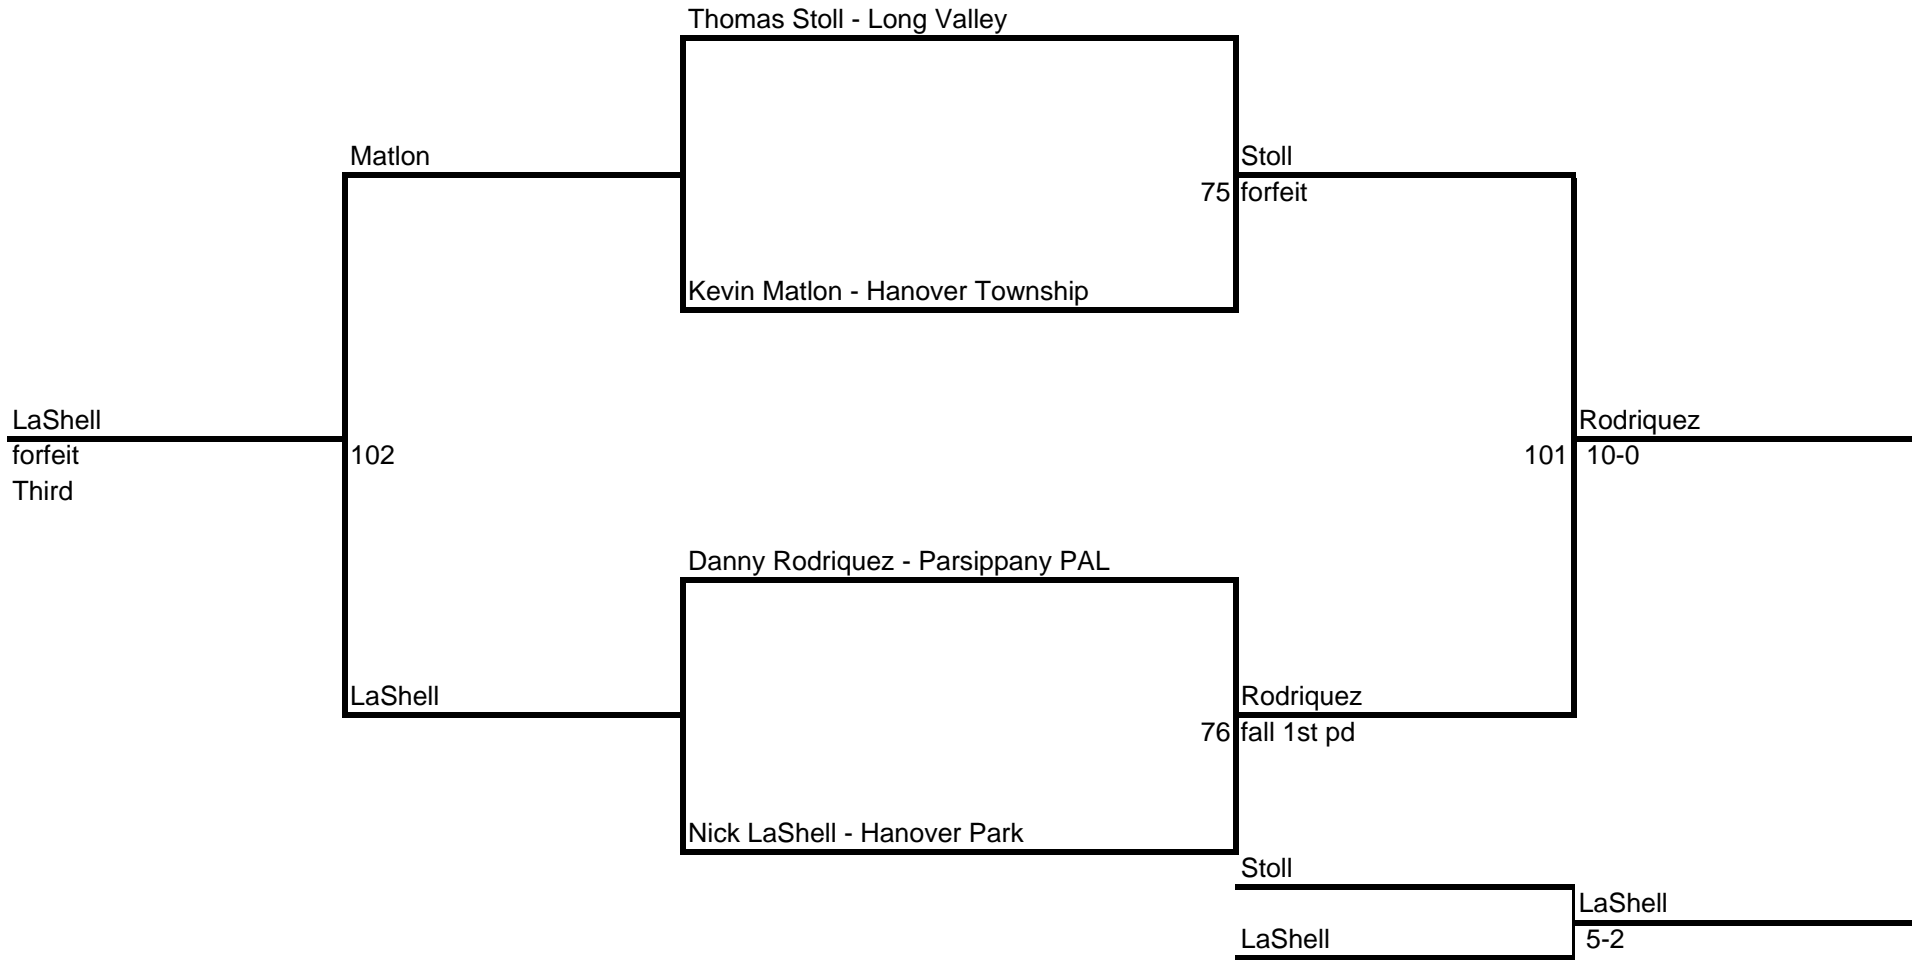 Thomas Stoll - Long Valley
Matlon
Stoll
75 forfeit
Kevin Matlon - Hanover Township
LaShell
forfeit
Third
102
Rodriquez
101 10-0
Danny Rodriquez - Parsippany PAL
LaShell
Rodriquez
76 fall 1st pd
Nick LaShell - Hanover Park
Stoll
LaShell
LaShell
5-2